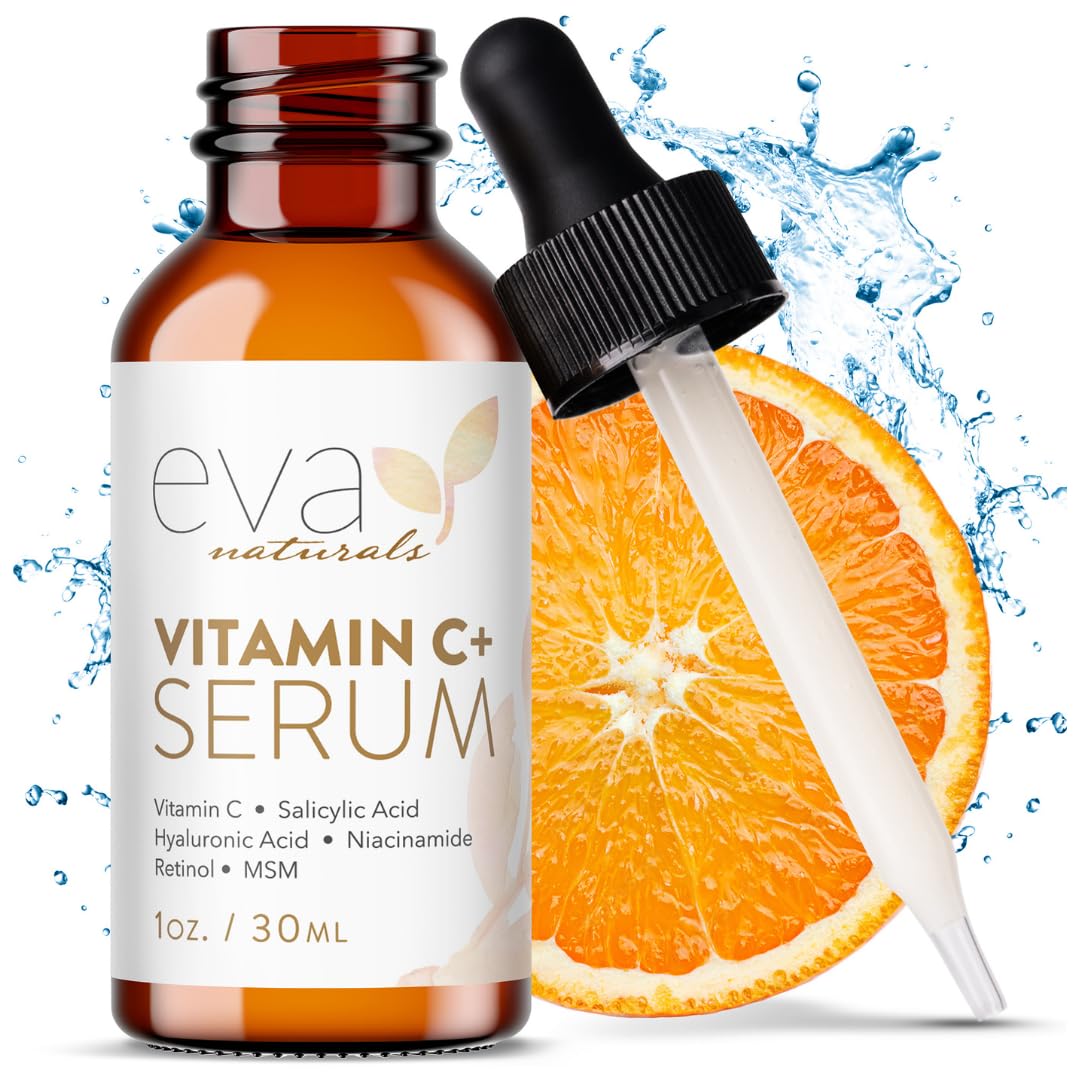 eva
naturals
VITAMIN C+
SERUM
Vitamin C • Salicylic Acid
Hyaluronic Acid • Niacinamide
Retinol • MSM
1oz. / 30ML